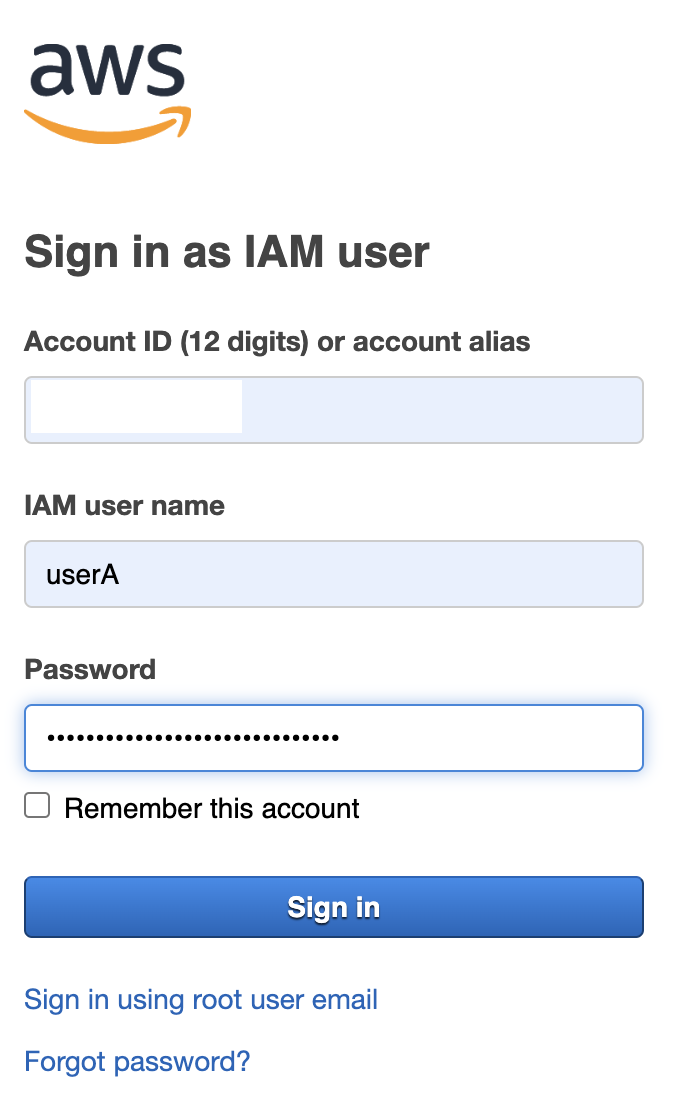 aws
Sign in as IAM user
Account ID (12 digits) or account alias
IAM user name
userA
Password
••••••••••••••••••••••••••••••
Remember this account
Sign in
Sign in using root user email
Forgot password?